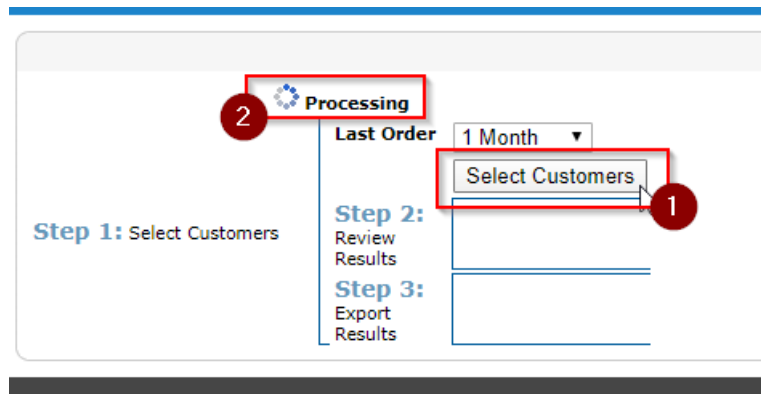 Processing
2
Last Order 1 Month
Select Customers
1
Step 1: Select Customers
Step 2:
Review
Results
Step 3:
Export
Results